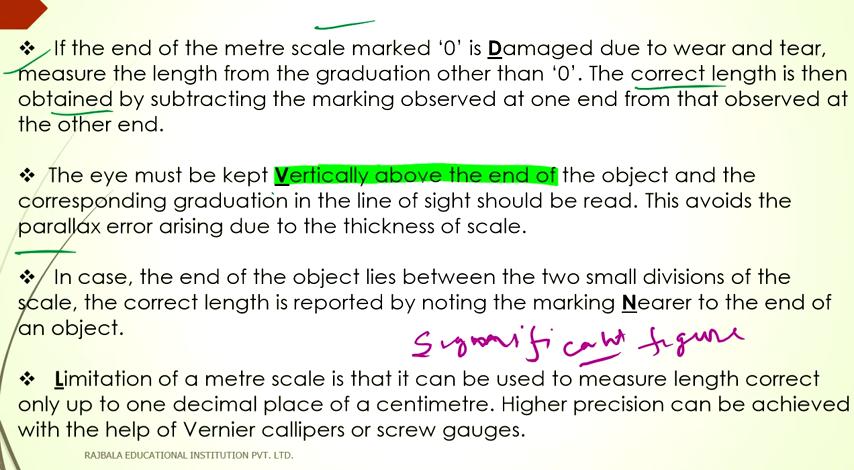 ❖ If the end of the metre scale marked ‘0’ is Damaged due to wear and tear,
measure the length from the graduation other than ‘0’. The correct length is then
obtained by subtracting the marking observed at one end from that observed at
the other end.
❖ The eye must be kept Vertically above the end of the object and the
corresponding graduation in the line of sight should be read. This avoids the
parallax error arising due to the thickness of scale.
❖ In case, the end of the object lies between the two small divisions of the
scale, the correct length is reported by noting the marking Nearer to the end of
an object.
Significant figure
❖ Limitation of a metre scale is that it can be used to measure length correct
only up to one decimal place of a centimetre. Higher precision can be achieved
with the help of Vernier callipers or screw gauges.
RAJBALA EDUCATIONAL INSTITUTION PVT. LTD.